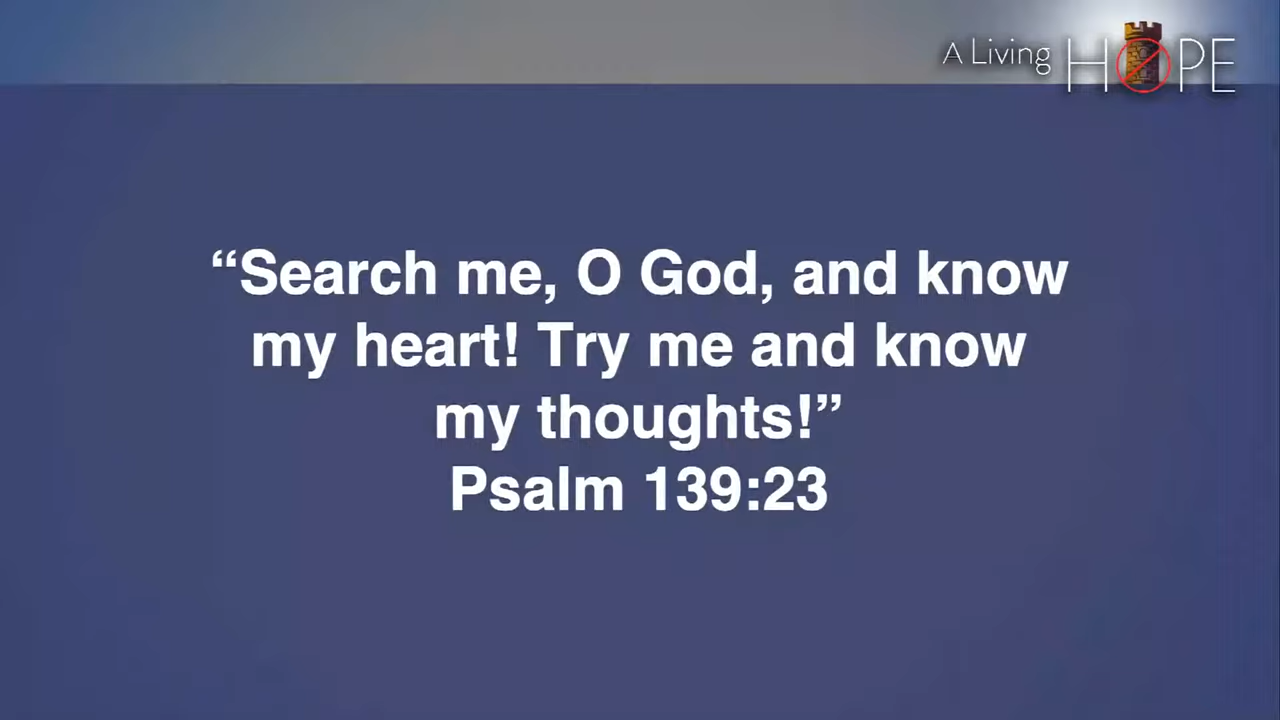 A Living HOPE
“Search me, O God, and know
my heart! Try me and know
my thoughts!”
Psalm 139:23